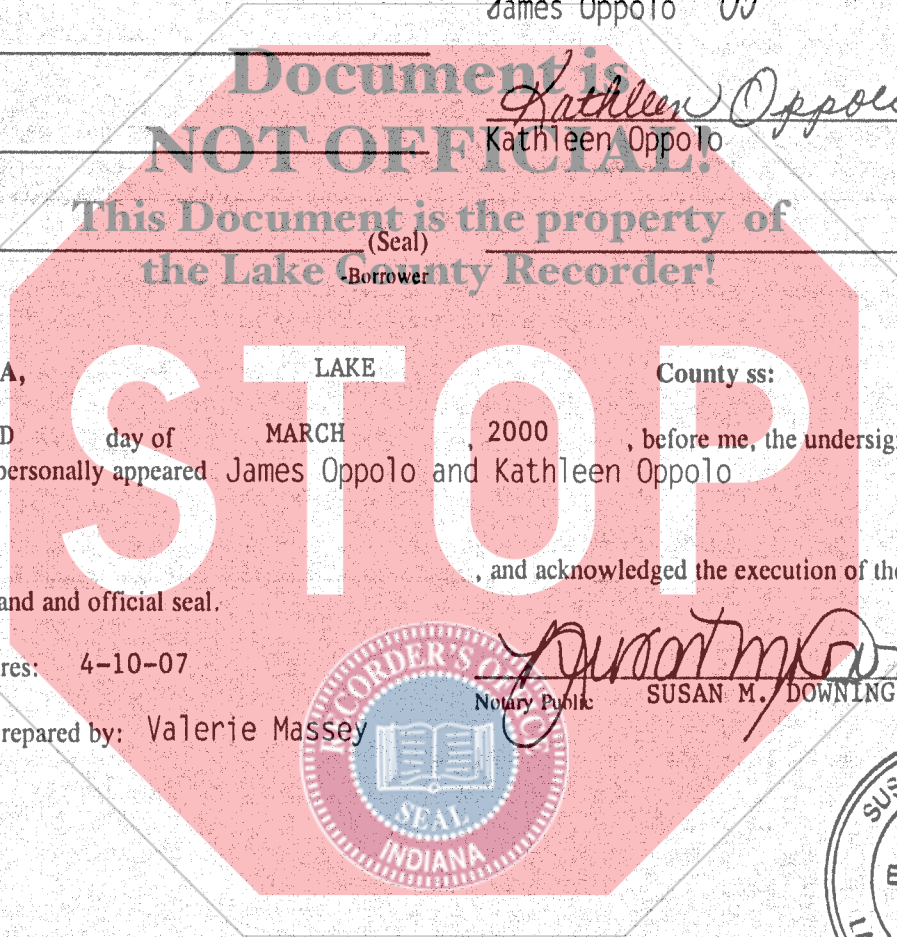 James Oppolo
Document is
Kathleen Oppolo
NOT OFFICIAL!
Kathleen Oppolo
This Document is the property of
(Seal)
the Lake County Recorder!
-Borrower
A, LAKE County ss:
D day of MARCH , 2000 , before me, the undersig
personally appeared James Oppolo and Kathleen Oppolo
STOP
, and acknowledged the execution of the
and and official seal.
res: 4-10-07
Notary Public SUSAN M. DOWNING
repared by: Valerie Massey
RECORDER'S OFFICE
SEAL
INDIANA
SUS